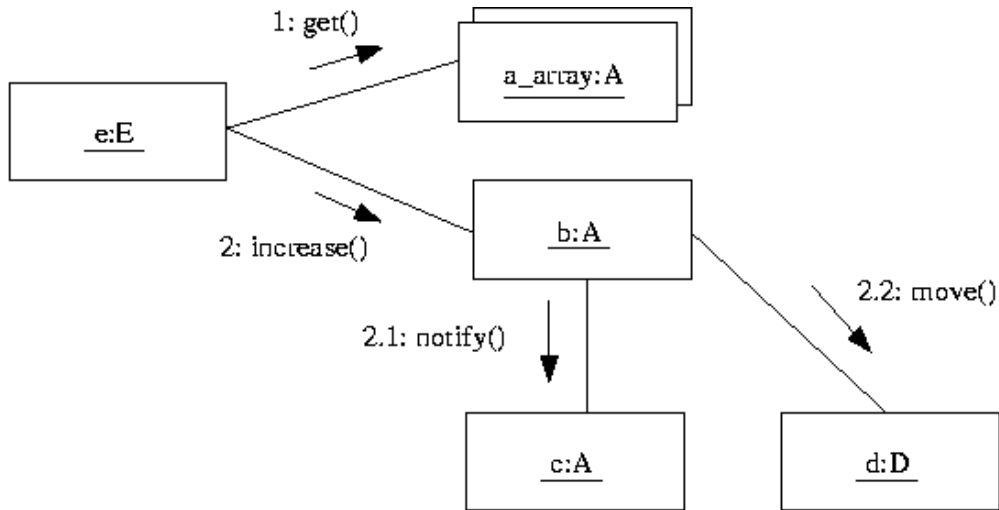 1: get()
a_array:A
e:E
2: increase()
b:A
2.2: move()
2.1: notify()
c:A
d:D